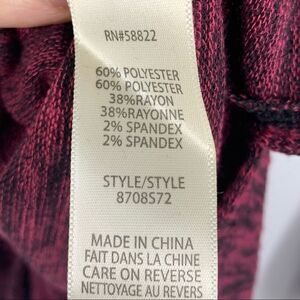 RN#58822
60% POLYESTER
60% POLYESTER
38%RAYON
38%RAYONNE
2% SPANDEX
2% SPANDEX
STYLE/STYLE
8708S72
MADE IN CHINA
FAIT DANS LA CHINE
CARE ON REVERSE
NETTOYAGE AU REVERS